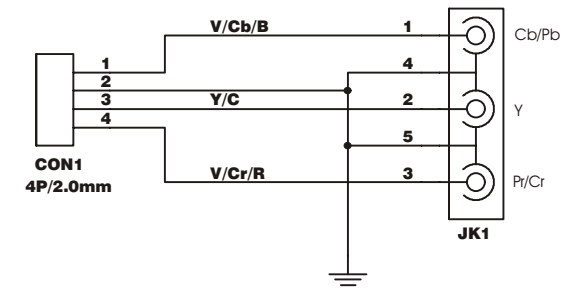 V/Cb/B 1 Cb/Pb
1 4
2
3 Y/C 2 Y
4 5
CON1 V/Cr/R 3 Pr/Cr
4P/2.0mm
JK1